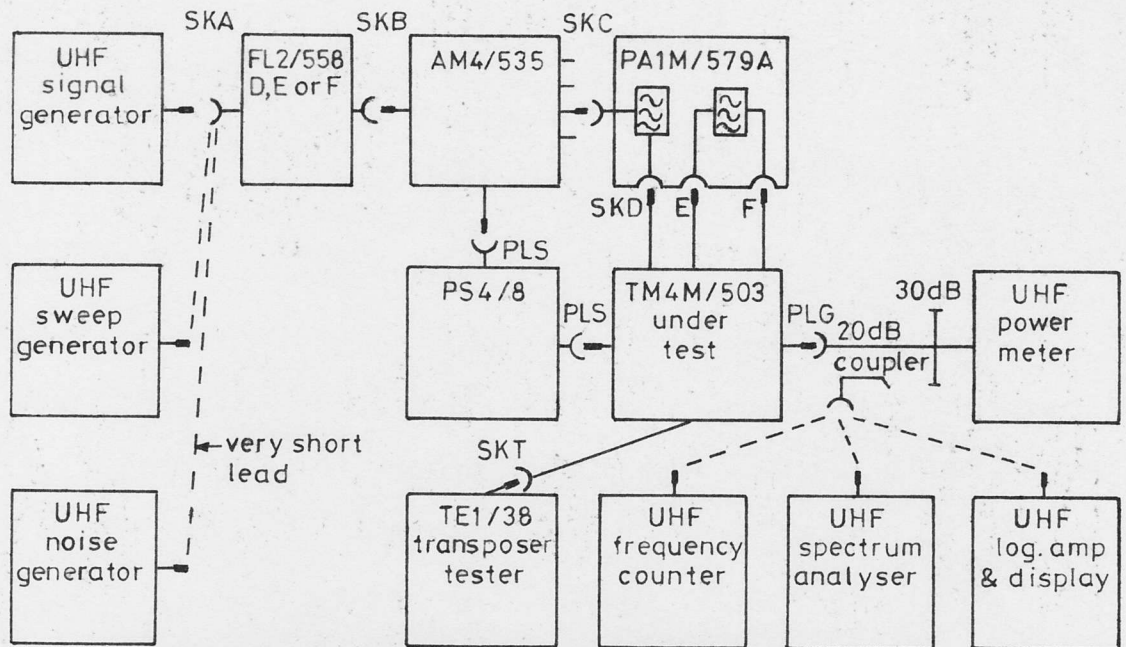 SKA
SKB
SKC
UHF
signal
generator
FL2/558
D,E or F
AM4/535
PA1M/579A
SKD
E
F
PLS
UHF
sweep
generator
PS4/8
PLS
TM4M/503
under
test
PLG
20dB
coupler
30dB
UHF
power
meter
very short
lead
SKT
UHF
noise
generator
TE1/38
transposer
tester
UHF
frequency
counter
UHF
spectrum
analyser
UHF
log. amp
& display